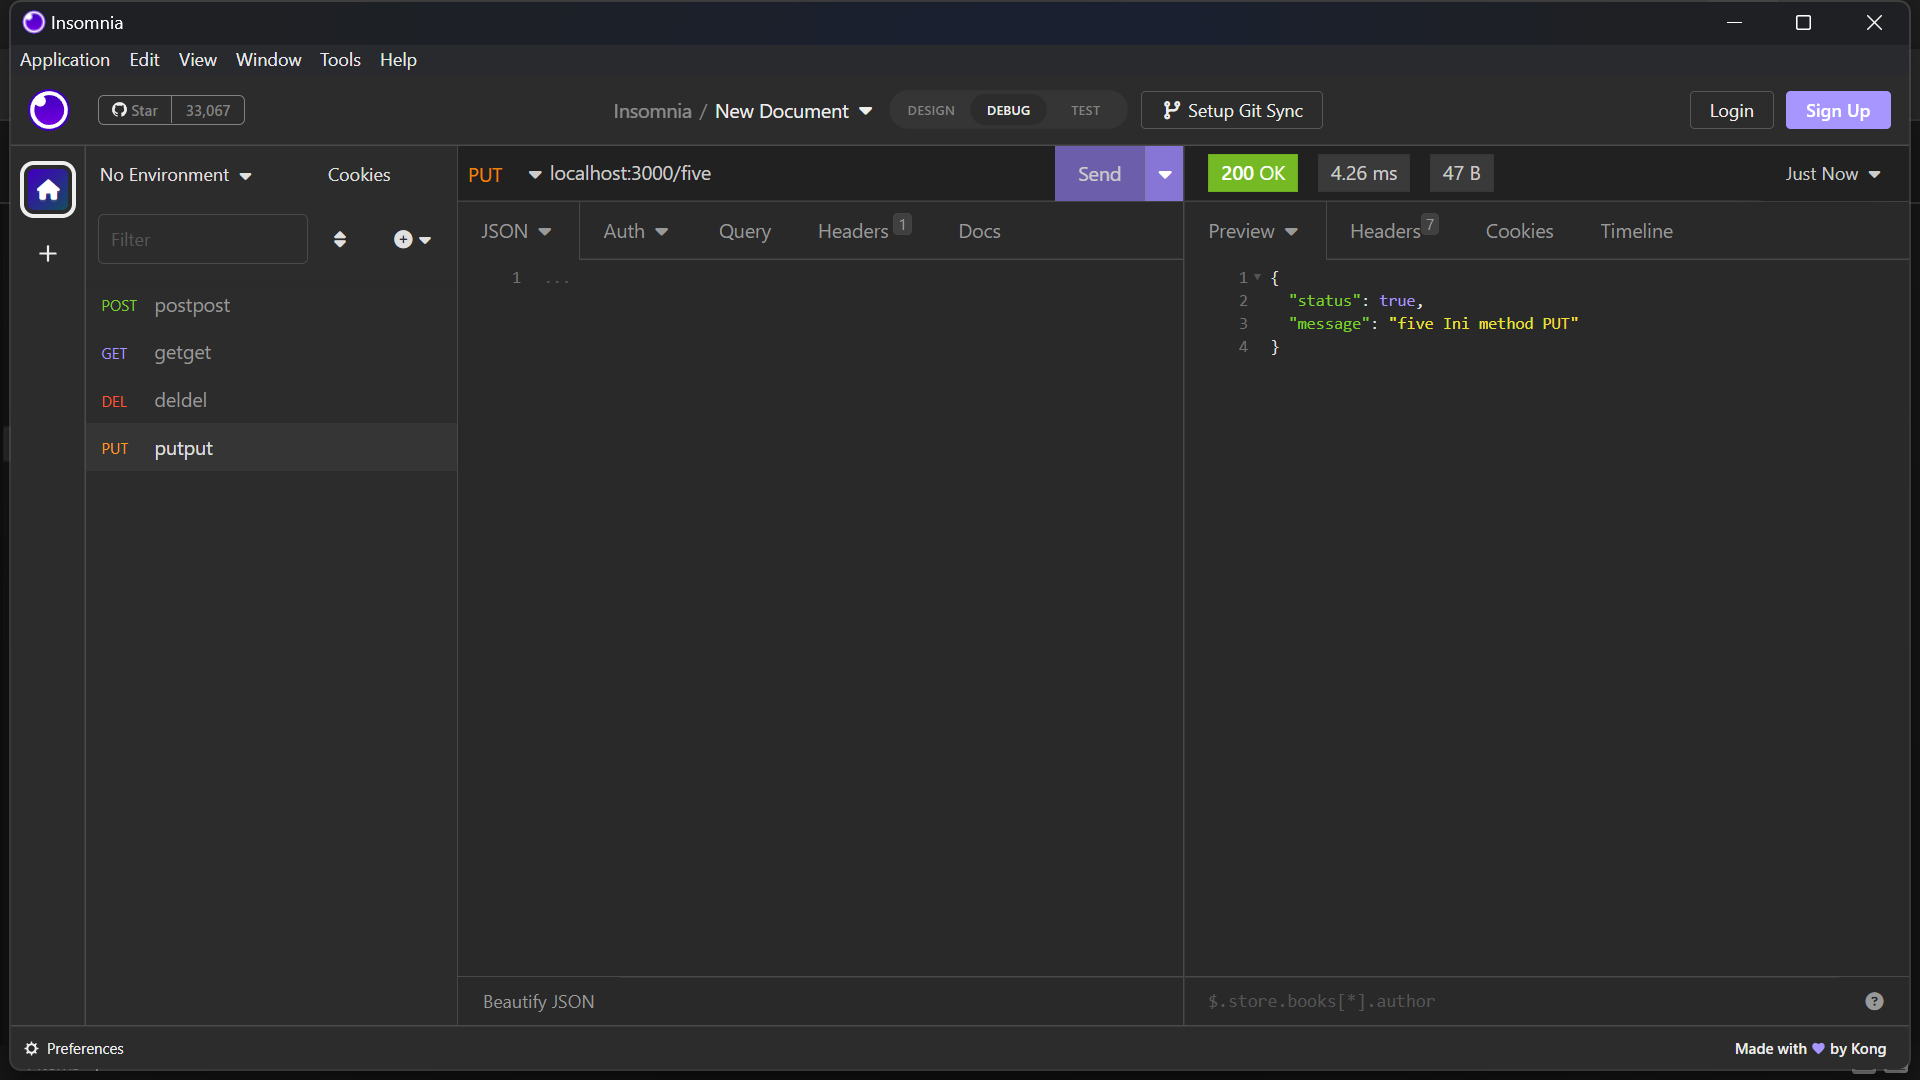 Insomnia
Application Edit View Window Tools Help
Star 33,067 Insomnia / New Document DESIGN DEBUG TEST Setup Git Sync Login Sign Up
No Environment Cookies
Filter
POST postpost
GET getget
DEL deldel
PUT putput
PUT localhost:3000/five Send
JSON Auth Query Headers 1 Docs
1 ...
Beautify JSON
200 OK 4.26 ms 47 B Just Now
Preview Headers 7 Cookies Timeline
1 {
2 "status": true,
3 "message": "five Ini method PUT"
4 }
$.store.books[*].author ?
Preferences Made with 💜 by Kong